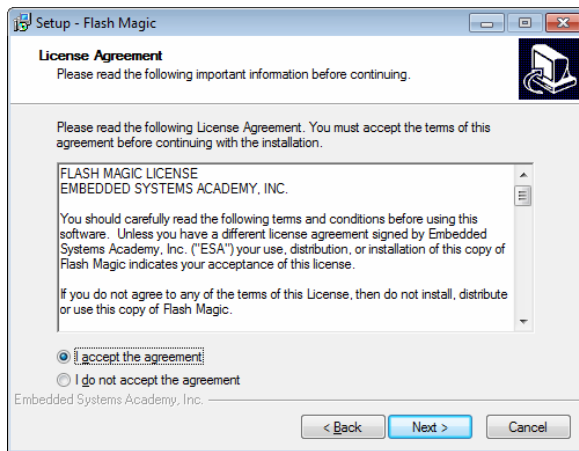 Setup - Flash Magic
License Agreement
Please read the following important information before continuing.
Please read the following License Agreement. You must accept the terms of this
agreement before continuing with the installation.
FLASH MAGIC LICENSE
EMBEDDED SYSTEMS ACADEMY, INC.
You should carefully read the following terms and conditions before using this
software.  Unless you have a different license agreement signed by Embedded
Systems Academy, Inc. ("ESA") your use, distribution, or installation of this copy of
Flash Magic indicates your acceptance of this license.
If you do not agree to any of the terms of this License, then do not install, distribute
or use this copy of Flash Magic.
I accept the agreement
I do not accept the agreement
Embedded Systems Academy, Inc.
< Back
Next >
Cancel